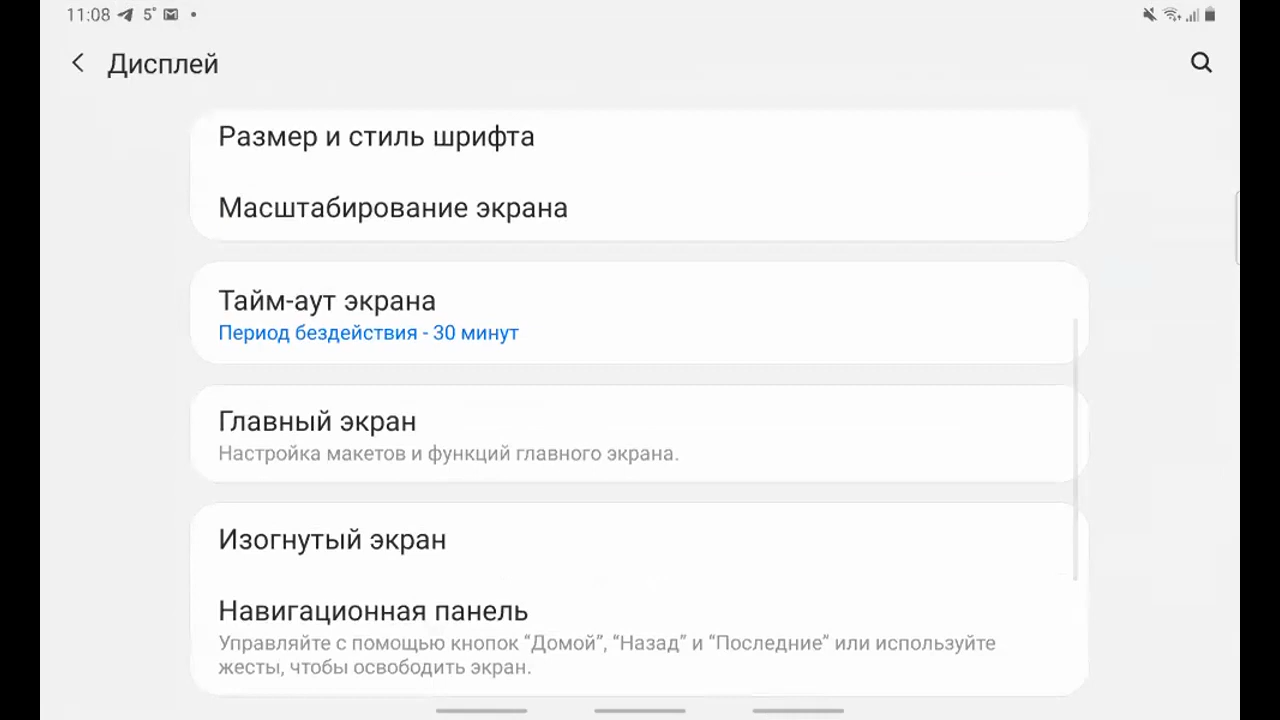 11:08 5°
Дисплей
Размер и стиль шрифта
Масштабирование экрана
Тайм-аут экрана
Период бездействия - 30 минут
Главный экран
Настройка макетов и функций главного экрана.
Изогнутый экран
Навигационная панель
Управляйте с помощью кнопок “Домой”, “Назад” и “Последние” или используйте
жесты, чтобы освободить экран.